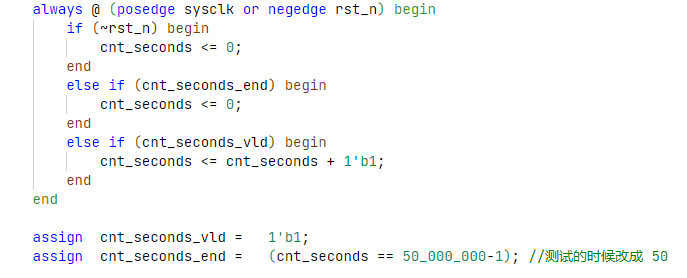 always @ (posedge sysclk or negedge rst_n) begin
if (~rst_n) begin
cnt_seconds <= 0;
end
else if (cnt_seconds_end) begin
cnt_seconds <= 0;
end
else if (cnt_seconds_vld) begin
cnt_seconds <= cnt_seconds + 1'b1;
end
end
assign cnt_seconds_vld = 1'b1;
assign cnt_seconds_end = (cnt_seconds == 50_000_000-1); //测试的时候改成 50